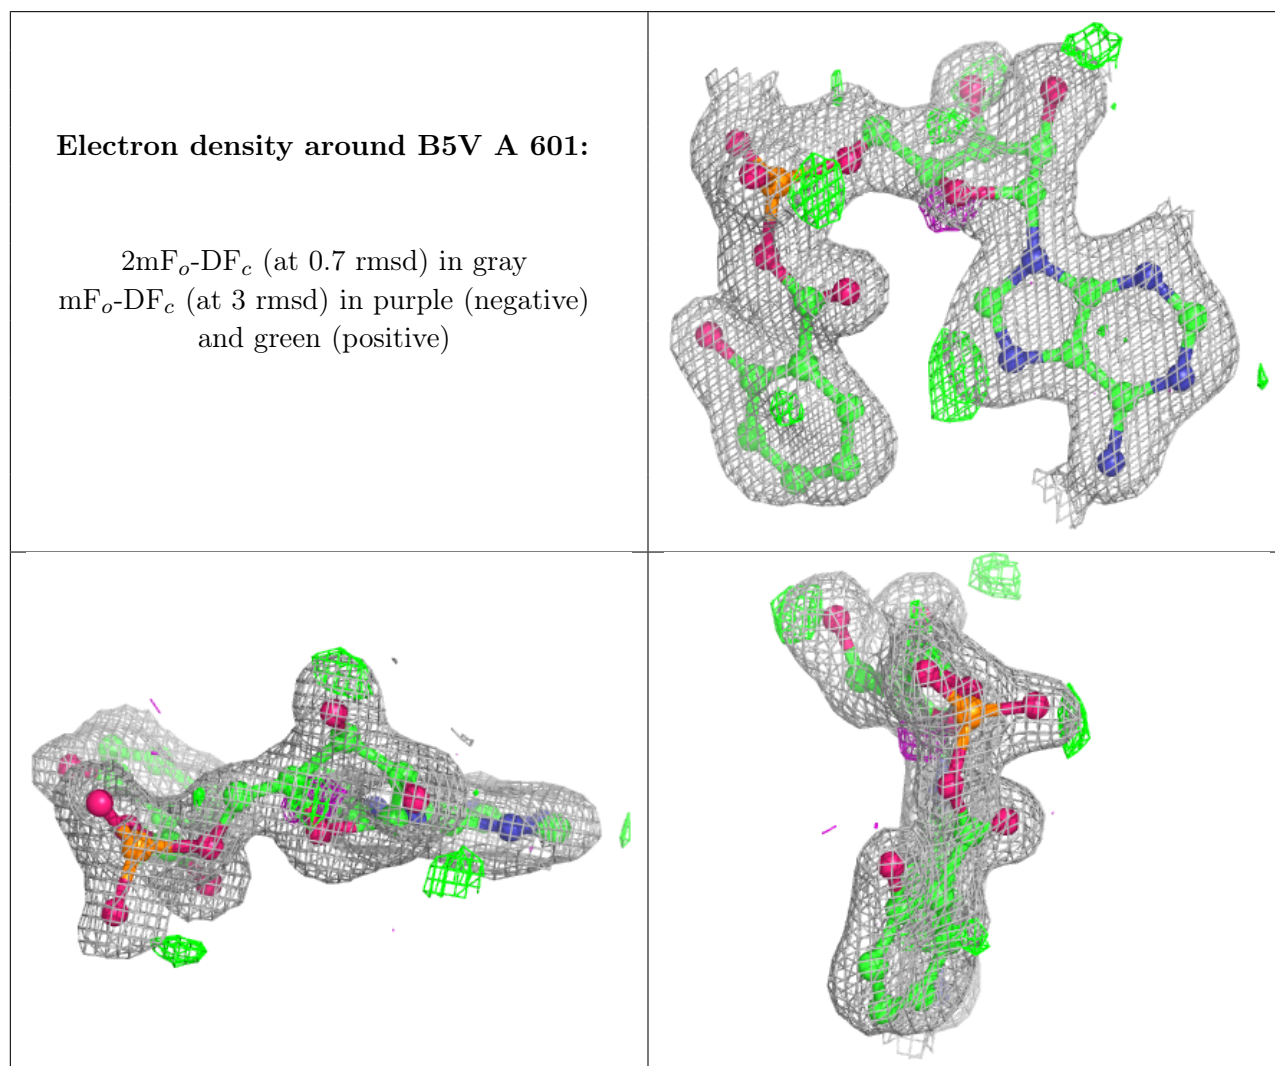 Electron density around B5V A 601:
2mFₒ-DF𝒸 (at 0.7 rmsd) in gray
mFₒ-DF𝒸 (at 3 rmsd) in purple (negative)
and green (positive)